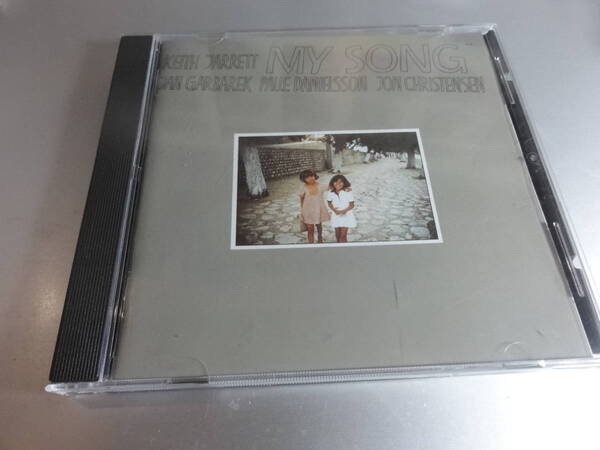 KEITH JARRETT MY SONG
JAN GARBAREK PALLE DANIELSSON JON CHRISTENSEN